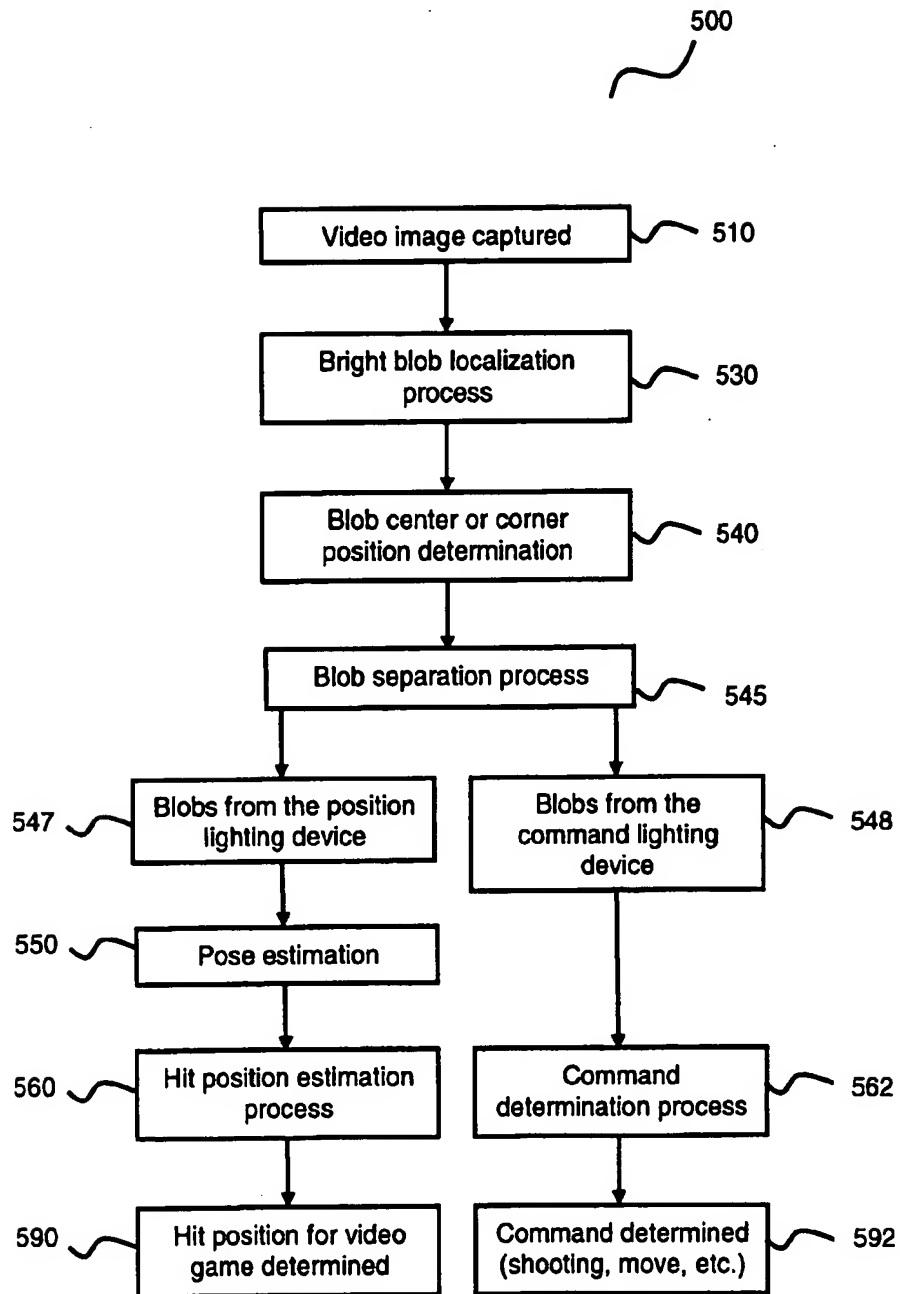 500
Video image captured
510
Bright blob localization
process
530
Blob center or corner
position determination
540
Blob separation process
545
547
Blobs from the position
lighting device
Blobs from the
command lighting
device
548
550
Pose estimation
560
Hit position estimation
process
Command
determination process
562
590
Hit position for video
game determined
Command determined
(shooting, move, etc.)
592